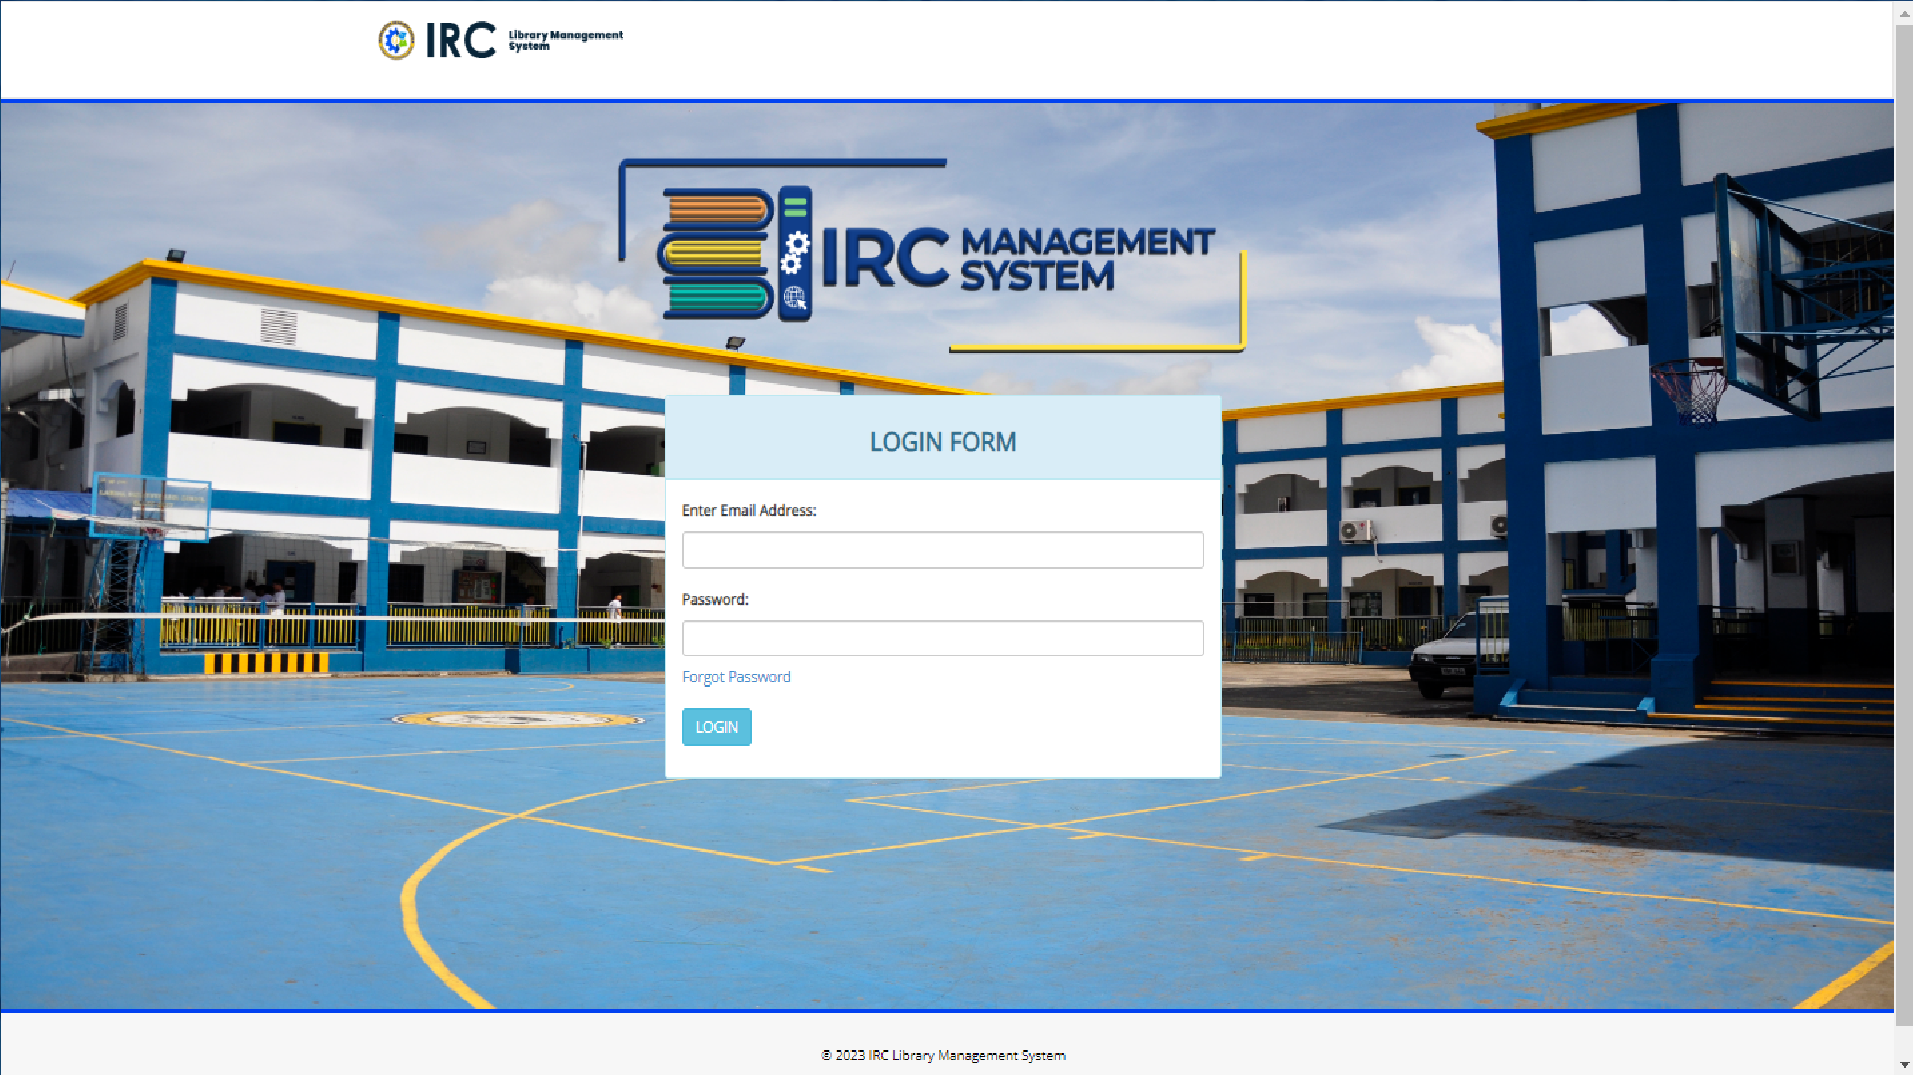 IRC Library Management
System
IRC MANAGEMENT
SYSTEM
LOGIN FORM
Enter Email Address:
Password:
Forgot Password
LOGIN
© 2023 IRC Library Management System